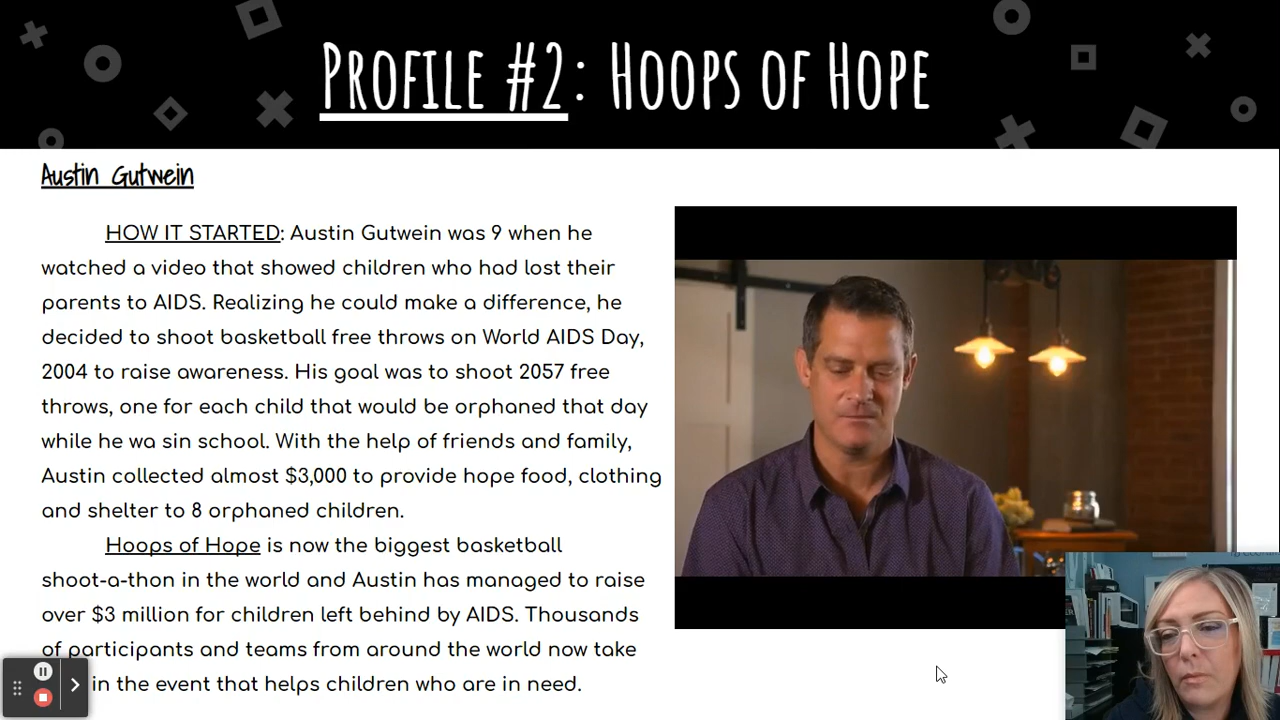 PROFILE #2: HOOPS OF HOPE
Austin Gutwein
HOW IT STARTED: Austin Gutwein was 9 when he
watched a video that showed children who had lost their
parents to AIDS. Realizing he could make a difference, he
decided to shoot basketball free throws on World AIDS Day,
2004 to raise awareness. His goal was to shoot 2057 free
throws, one for each child that would be orphaned that day
while he wa sin school. With the help of friends and family,
Austin collected almost $3,000 to provide hope food, clothing
and shelter to 8 orphaned children.
Hoops of Hope is now the biggest basketball
shoot-a-thon in the world and Austin has managed to raise
over $3 million for children left behind by AIDS. Thousands
of participants and teams from around the world now take
in the event that helps children who are in need.